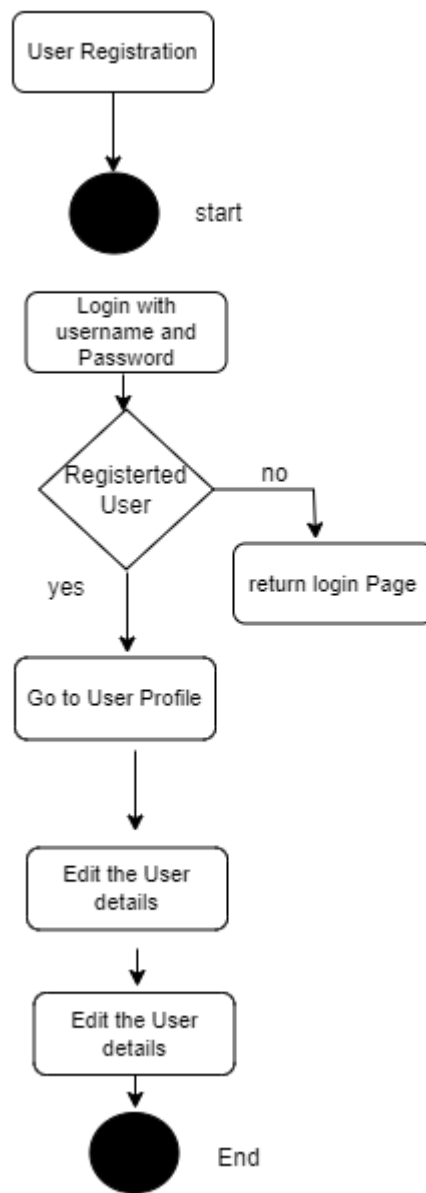 User Registration
start
Login with
username and
Password
Registerted
User
no
return login Page
yes
Go to User Profile
Edit the User
details
Edit the User
details
End